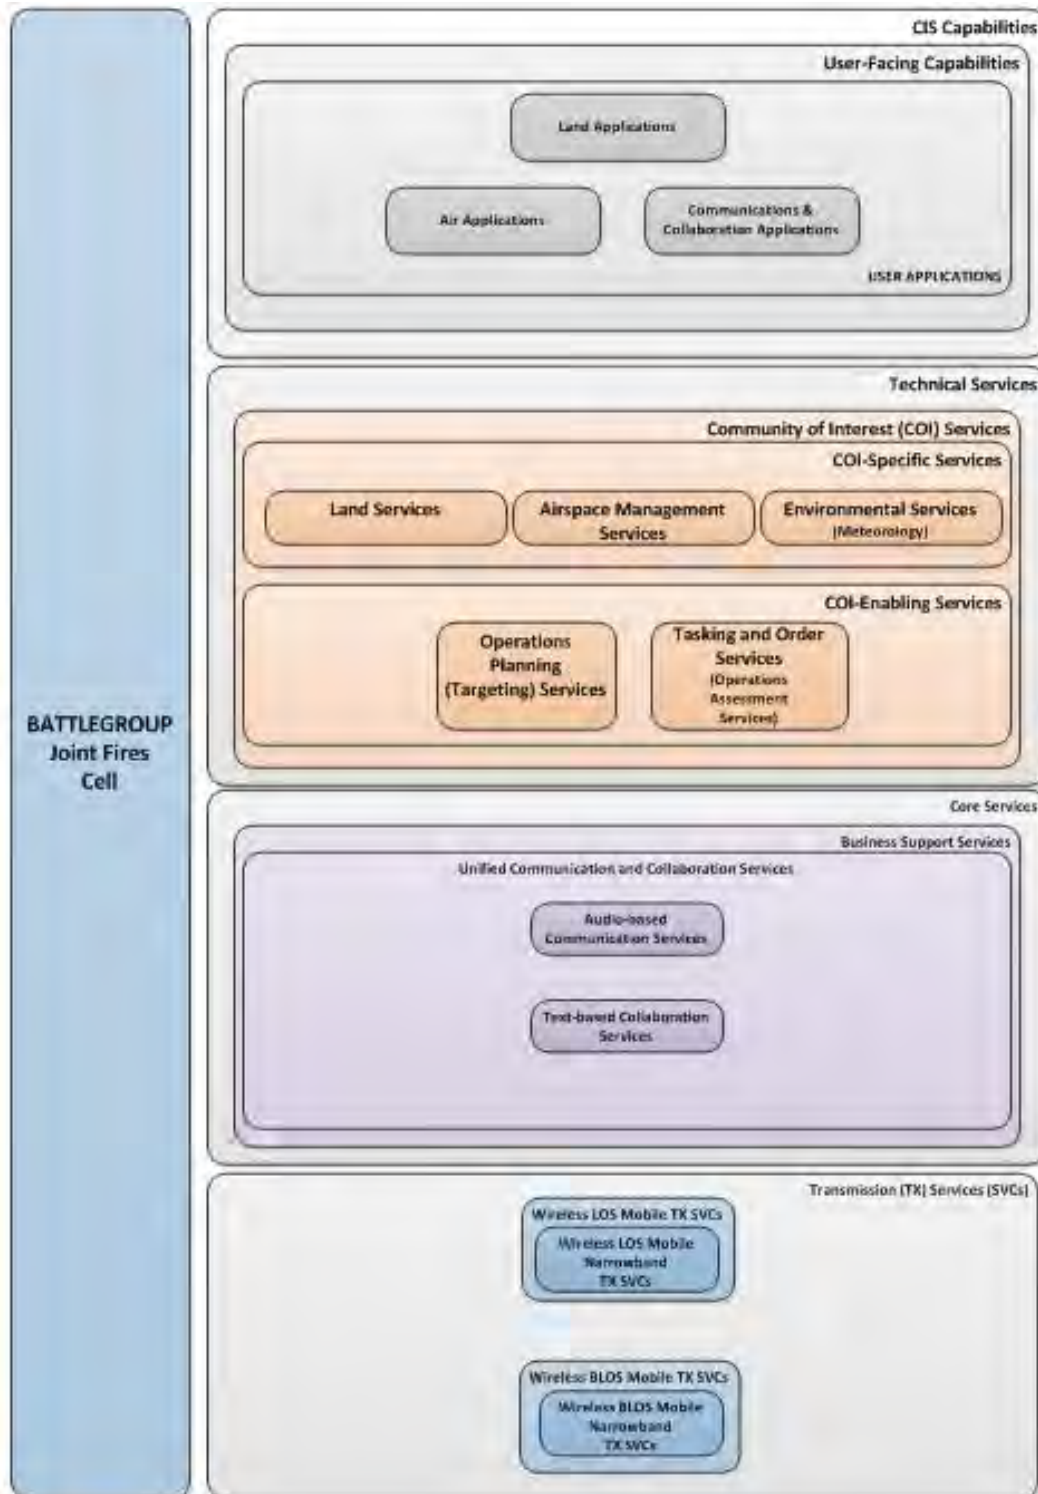 BATTLEGROUP
Joint Fires
Cell
CIS Capabilities
User-Facing Capabilities
Land Applications
Air Applications
Communications &
Collaboration Applications
USER APPLICATIONS
Technical Services
Community of Interest (COI) Services
COI-Specific Services
Land Services
Airspace Management
Services
Environmental Services
(Meteorology)
COI-Enabling Services
Operations
Planning
(Targeting) Services
Tasking and Order
Services
(Operations
Assessment
Services)
Core Services
Business Support Services
Unified Communication and Collaboration Services
Audio-based
Communication Services
Text-based Collaboration
Services
Transmission (TX) Services (SVCs)
Wireless LOS Mobile TX SVCs
Wireless LOS Mobile
Narrowband
TX SVCs
Wireless BLOS Mobile TX SVCs
Wireless BLOS Mobile
Narrowband
TX SVCs